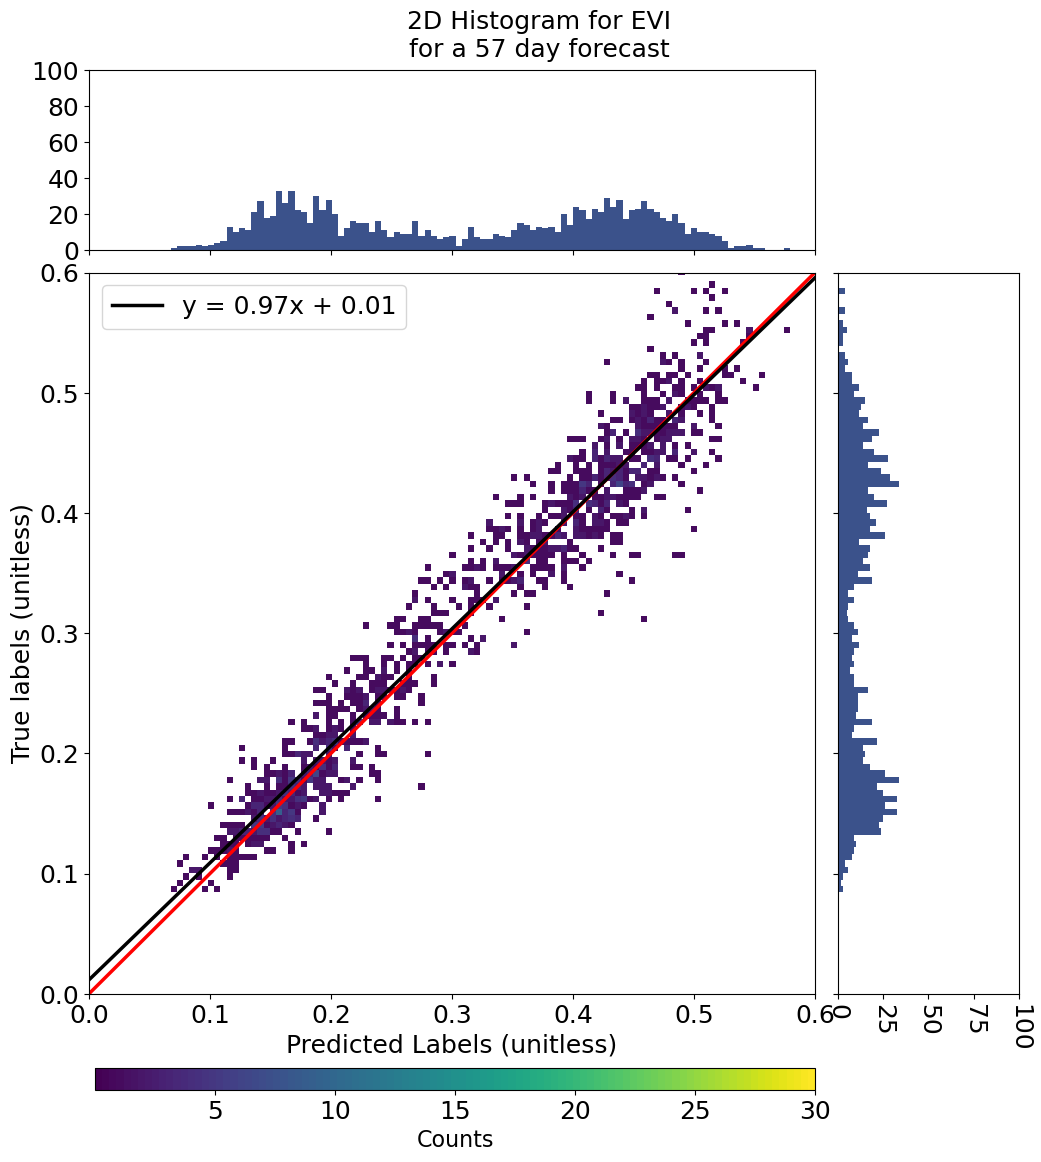 2D Histogram for EVI
for a 57 day forecast
100
80
60
40
20
0
0.6
0.5
0.4
0.3
0.2
0.1
0.0
True labels (unitless)
y = 0.97x + 0.01
0.0 0.1 0.2 0.3 0.4 0.5 0.6
Predicted Labels (unitless)
0 25 50 75 100
5 10 15 20 25 30
Counts